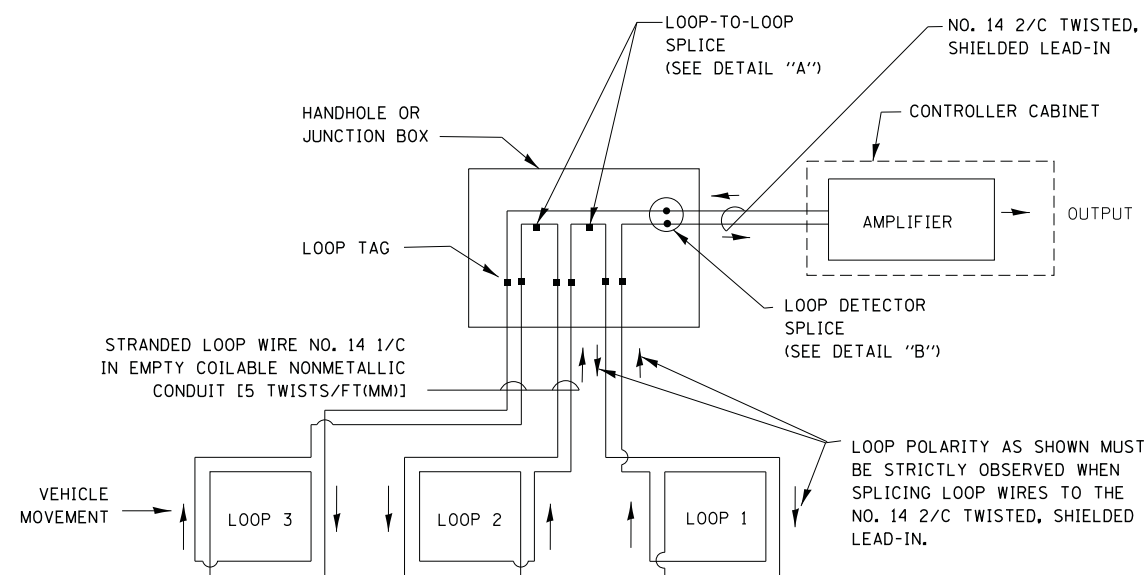 LOOP-TO-LOOP
SPLICE
(SEE DETAIL "A")
NO. 14 2/C TWISTED,
SHIELDED LEAD-IN
HANDHOLE OR
JUNCTION BOX
CONTROLLER CABINET
AMPLIFIER
OUTPUT
LOOP TAG
LOOP DETECTOR
SPLICE
(SEE DETAIL "B")
STRANDED LOOP WIRE NO. 14 1/C
IN EMPTY COILABLE NONMETALLIC
CONDUIT [5 TWISTS/FT(MM)]
LOOP POLARITY AS SHOWN MUST
BE STRICTLY OBSERVED WHEN
SPLICING LOOP WIRES TO THE
NO. 14 2/C TWISTED, SHIELDED
LEAD-IN.
VEHICLE
MOVEMENT
LOOP 3
LOOP 2
LOOP 1